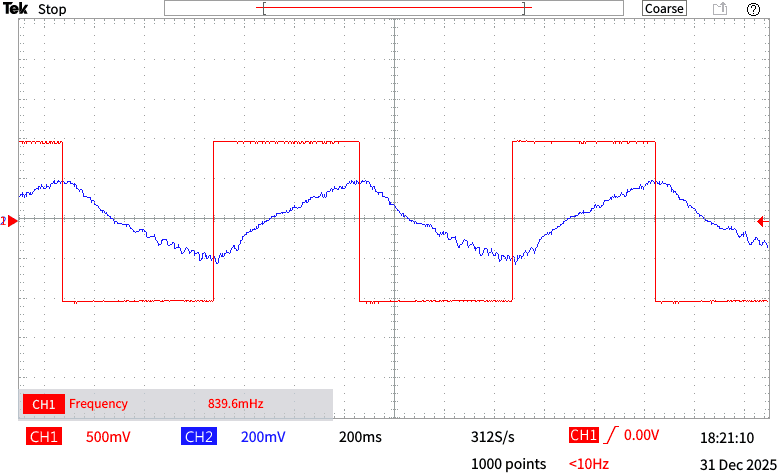 Tek Stop Coarse
2
CH1 Frequency 839.6mHz
CH1 500mV CH2 200mV 200ms 312S/s CH1 0.00V 18:21:10
1000 points <10Hz 31 Dec 2025